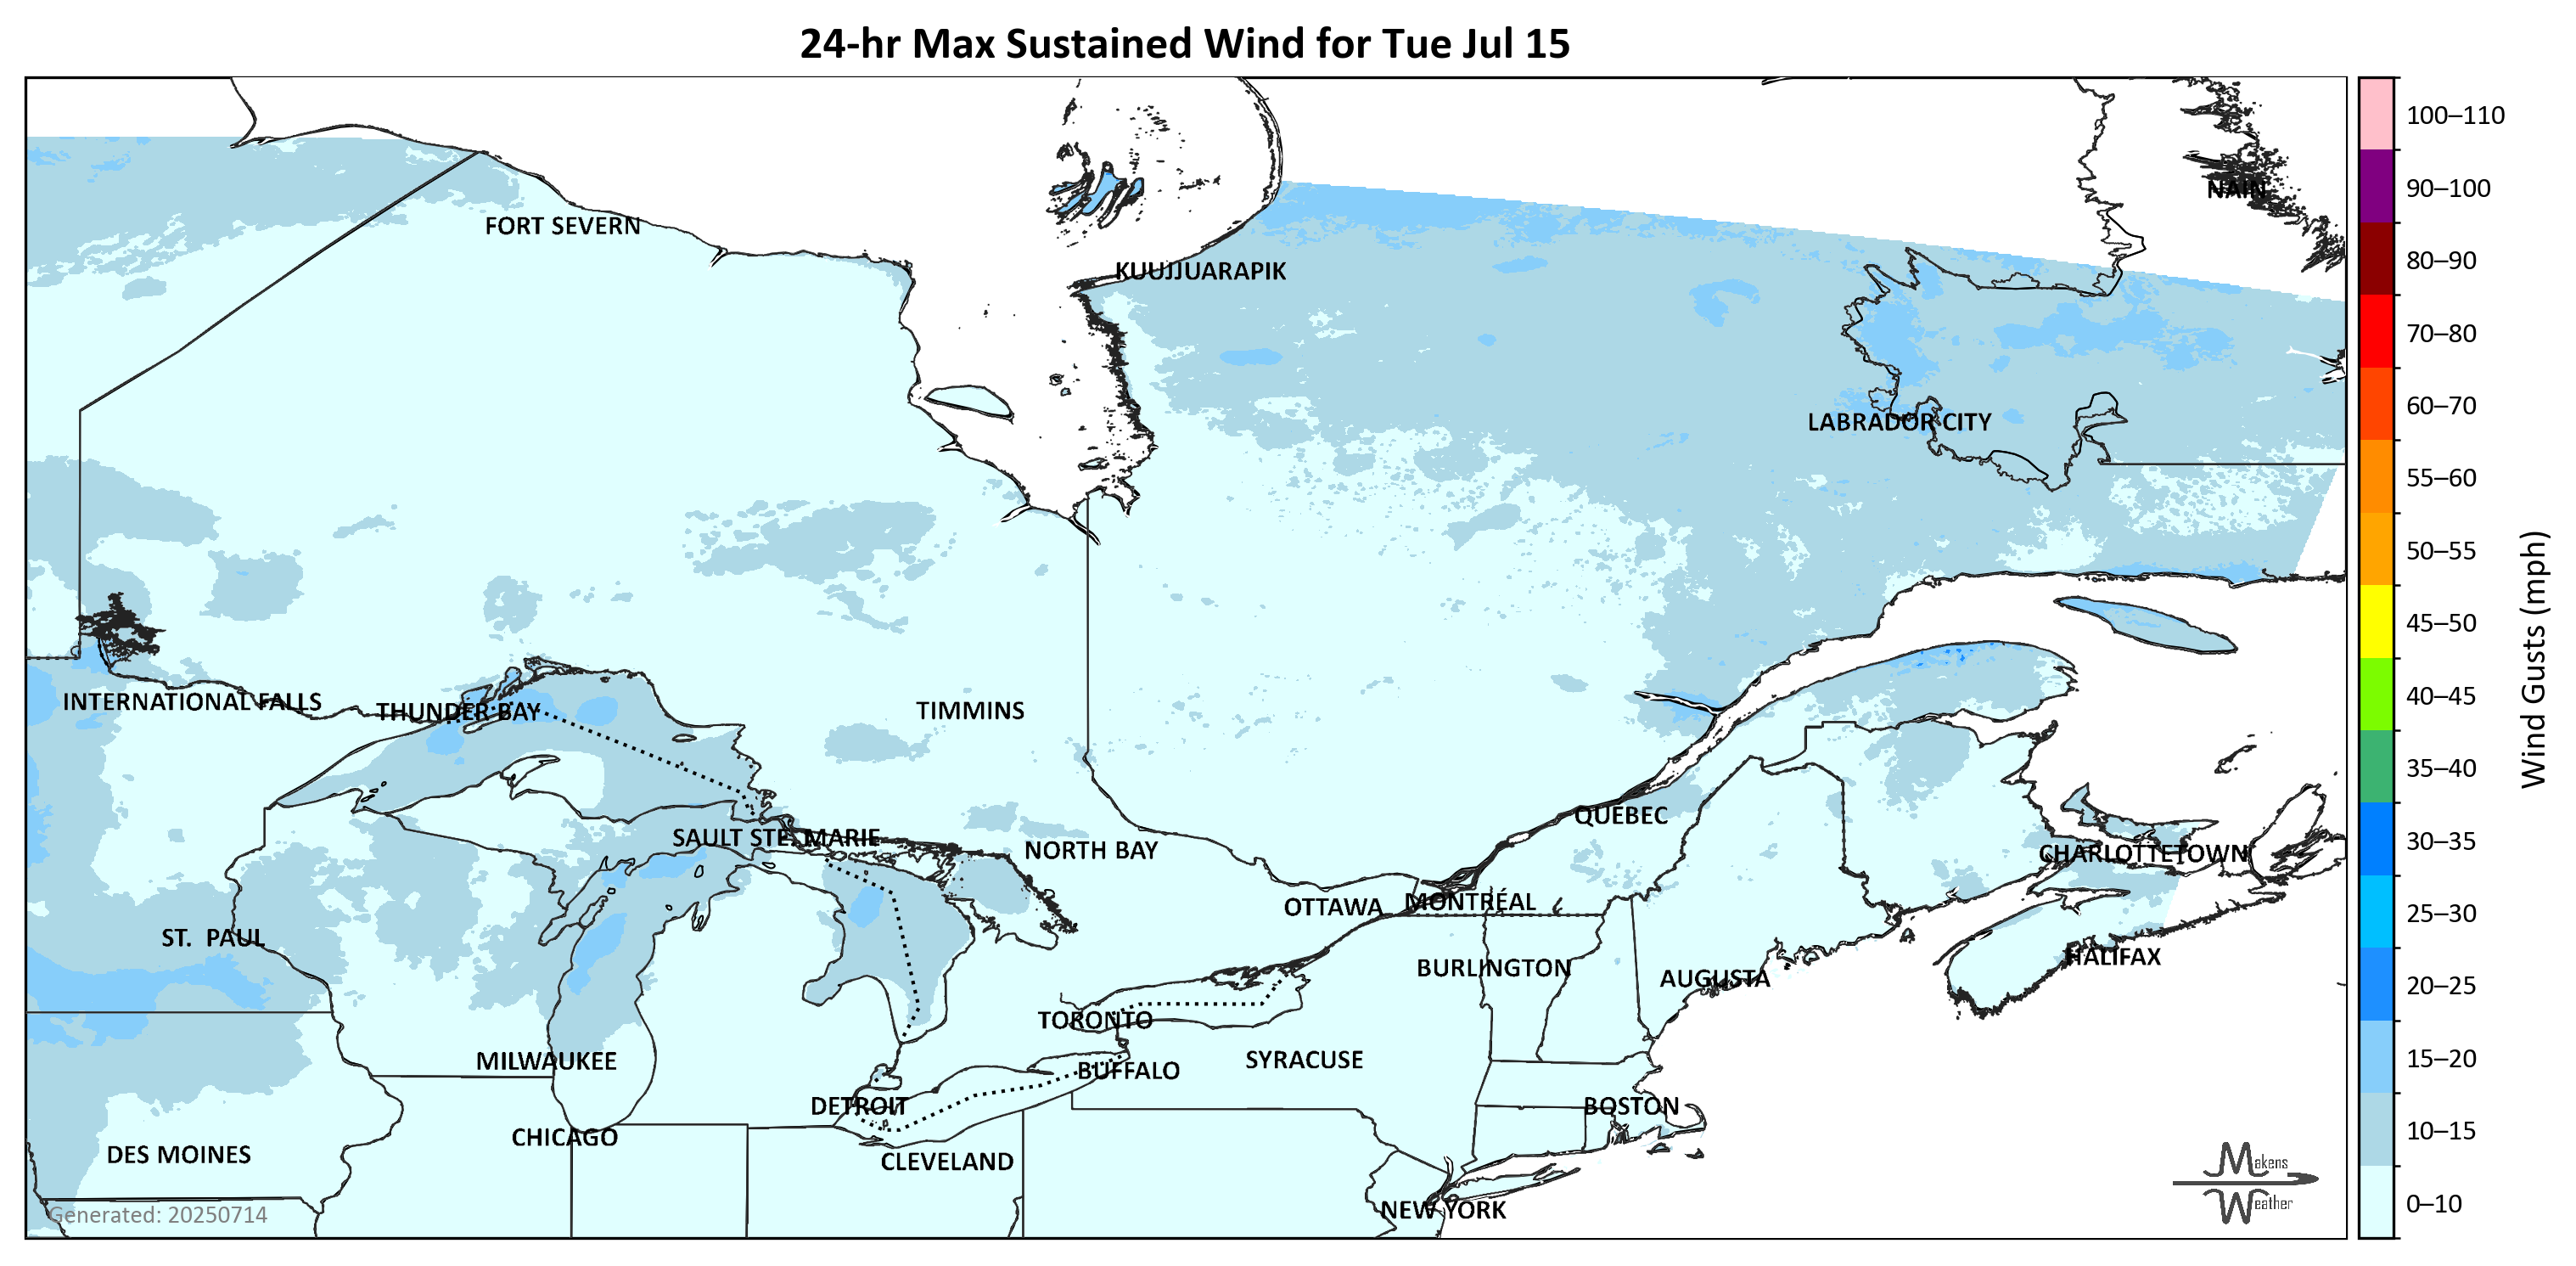 24-hr Max Sustained Wind for Tue Jul 15
100–110
90–100
80–90
70–80
60–70
55–60
50–55
45–50
40–45
35–40
30–35
25–30
20–25
15–20
10–15
0–10
Wind Gusts (mph)
NAIN
FORT SEVERN
KUUJJUARAPIK
LABRADOR CITY
INTERNATIONAL FALLS
THUNDER BAY
TIMMINS
QUEBEC
SAULT STE. MARIE
NORTH BAY
CHARLOTTETOWN
OTTAWA
MONTRÉAL
ST. PAUL
HALIFAX
BURLINGTON
AUGUSTA
TORONTO
MILWAUKEE
SYRACUSE
BUFFALO
DETROIT
BOSTON
CHICAGO
DES MOINES
CLEVELAND
NEW YORK
Generated: 20250714
Makens
Weather